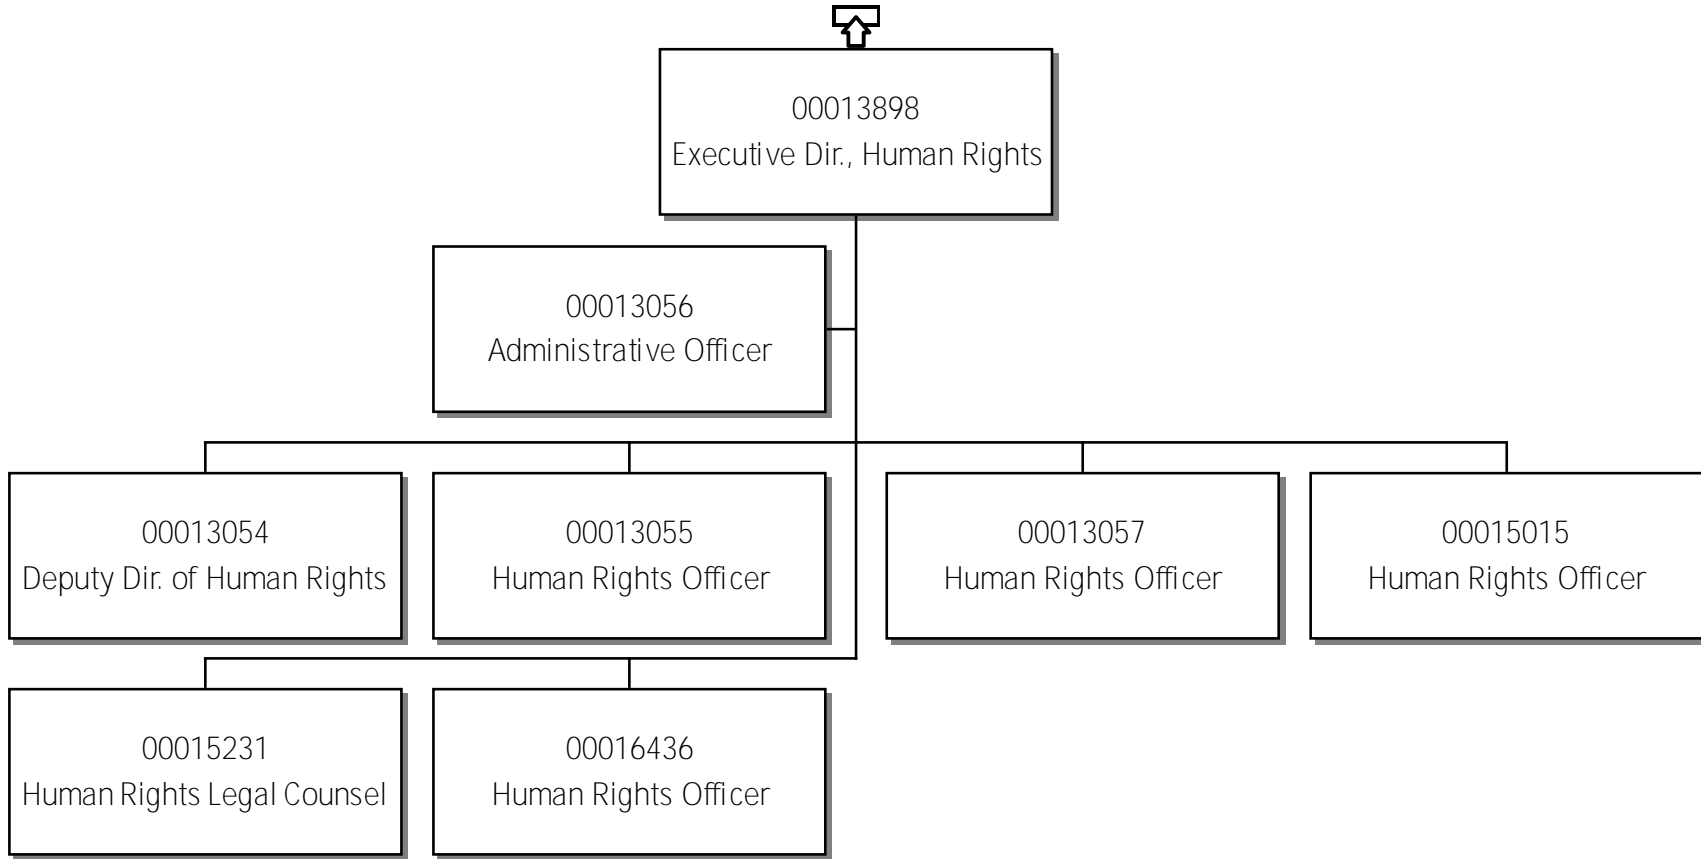 00013898
Executive Dir., Human Rights
00013056
Administrative Officer
00013054
Deputy Dir. of Human Rights
00013055
Human Rights Officer
00013057
Human Rights Officer
00015015
Human Rights Officer
00015231
Human Rights Legal Counsel
00016436
Human Rights Officer